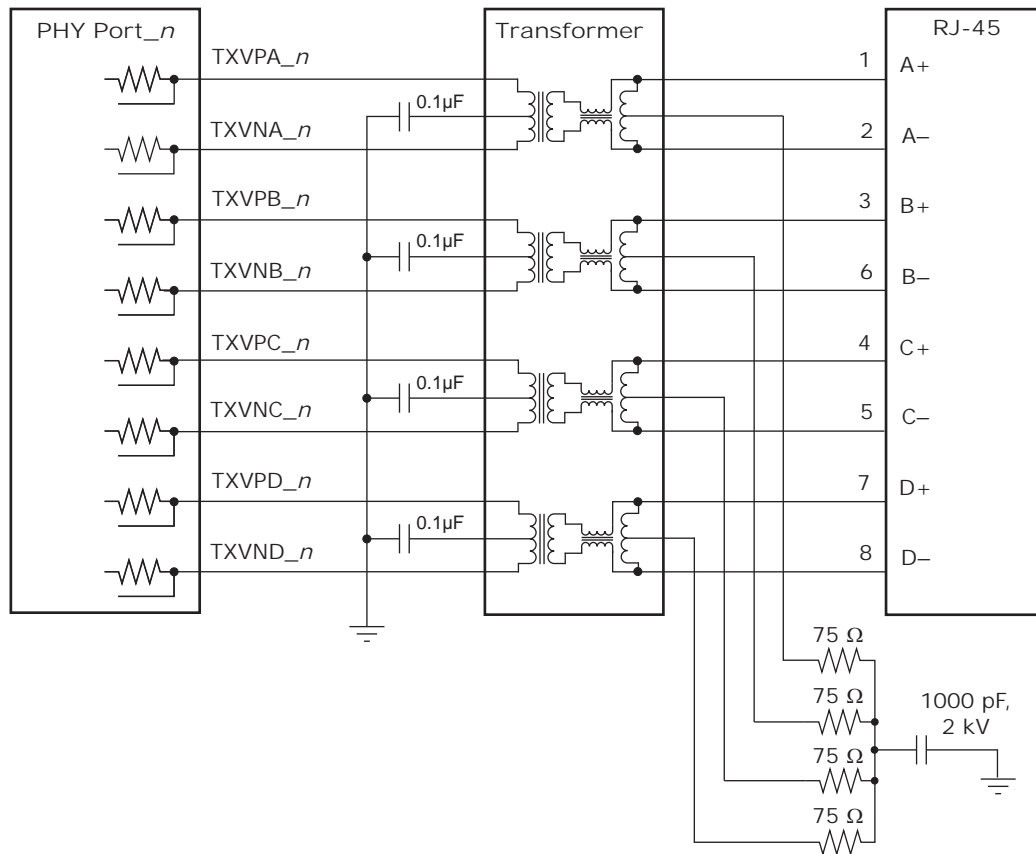 PHY Port_n
Transformer
RJ-45
TXVPA_n
1 A+
0.1µF
TXVNA_n
2 A–
TXVPB_n
3 B+
0.1µF
TXVNB_n
6 B–
TXVPC_n
4 C+
0.1µF
TXVNC_n
5 C–
TXVPD_n
7 D+
0.1µF
TXVND_n
8 D–
75 Ω
75 Ω
1000 pF,
2 kV
75 Ω
75 Ω